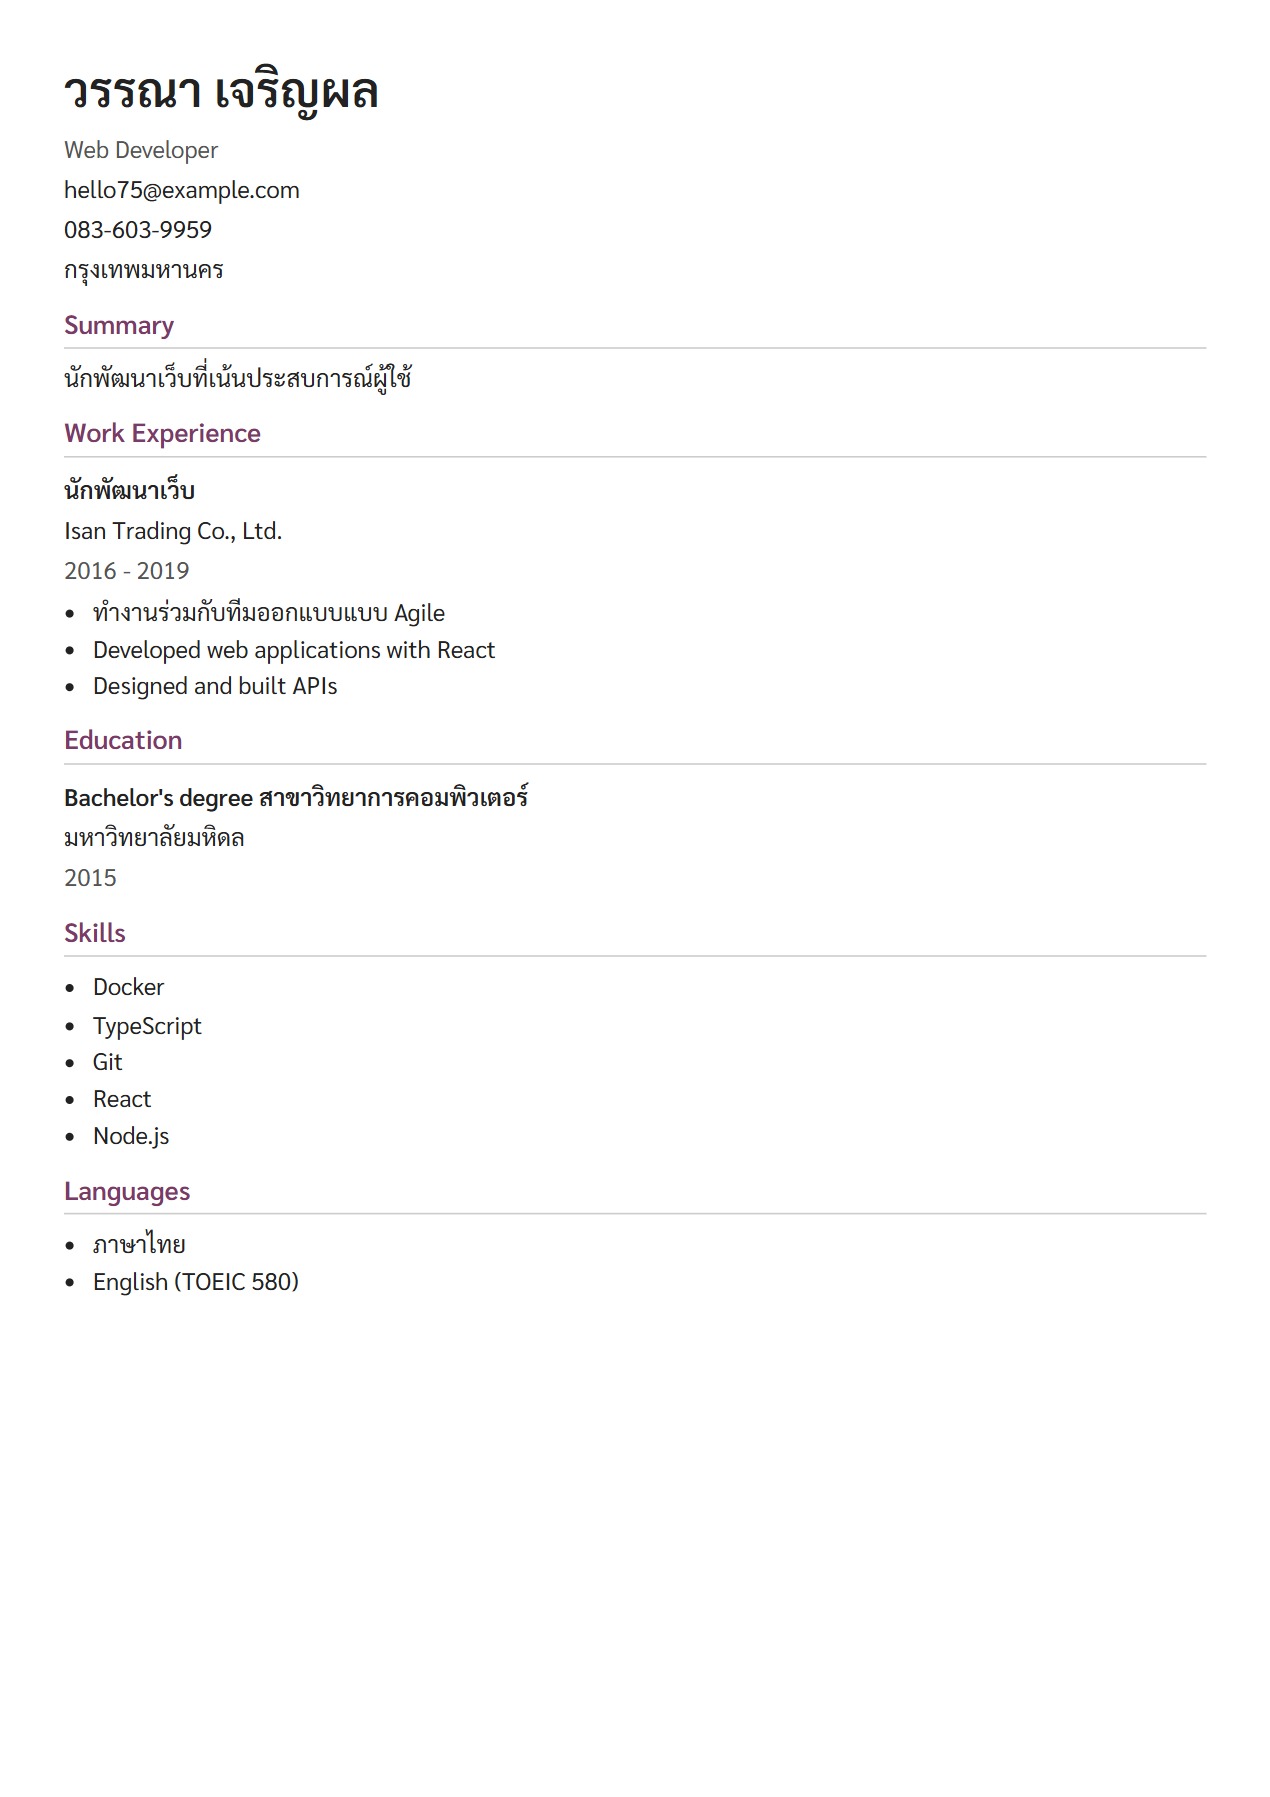 วรรณา เจริญผล
Web Developer
hello75@example.com
083-603-9959
กรุงเทพมหานคร
Summary
นักพัฒนาเว็บที่เน้นประสบการณ์ผู้ใช้
Work Experience
นักพัฒนาเว็บ
Isan Trading Co., Ltd.
2016 - 2019
• ทำงานร่วมกับทีมออกแบบแบบ Agile
• Developed web applications with React
• Designed and built APIs
Education
Bachelor's degree สาขาวิทยาการคอมพิวเตอร์
มหาวิทยาลัยมหิดล
2015
Skills
• Docker
• TypeScript
• Git
• React
• Node.js
Languages
• ภาษาไทย
• English (TOEIC 580)